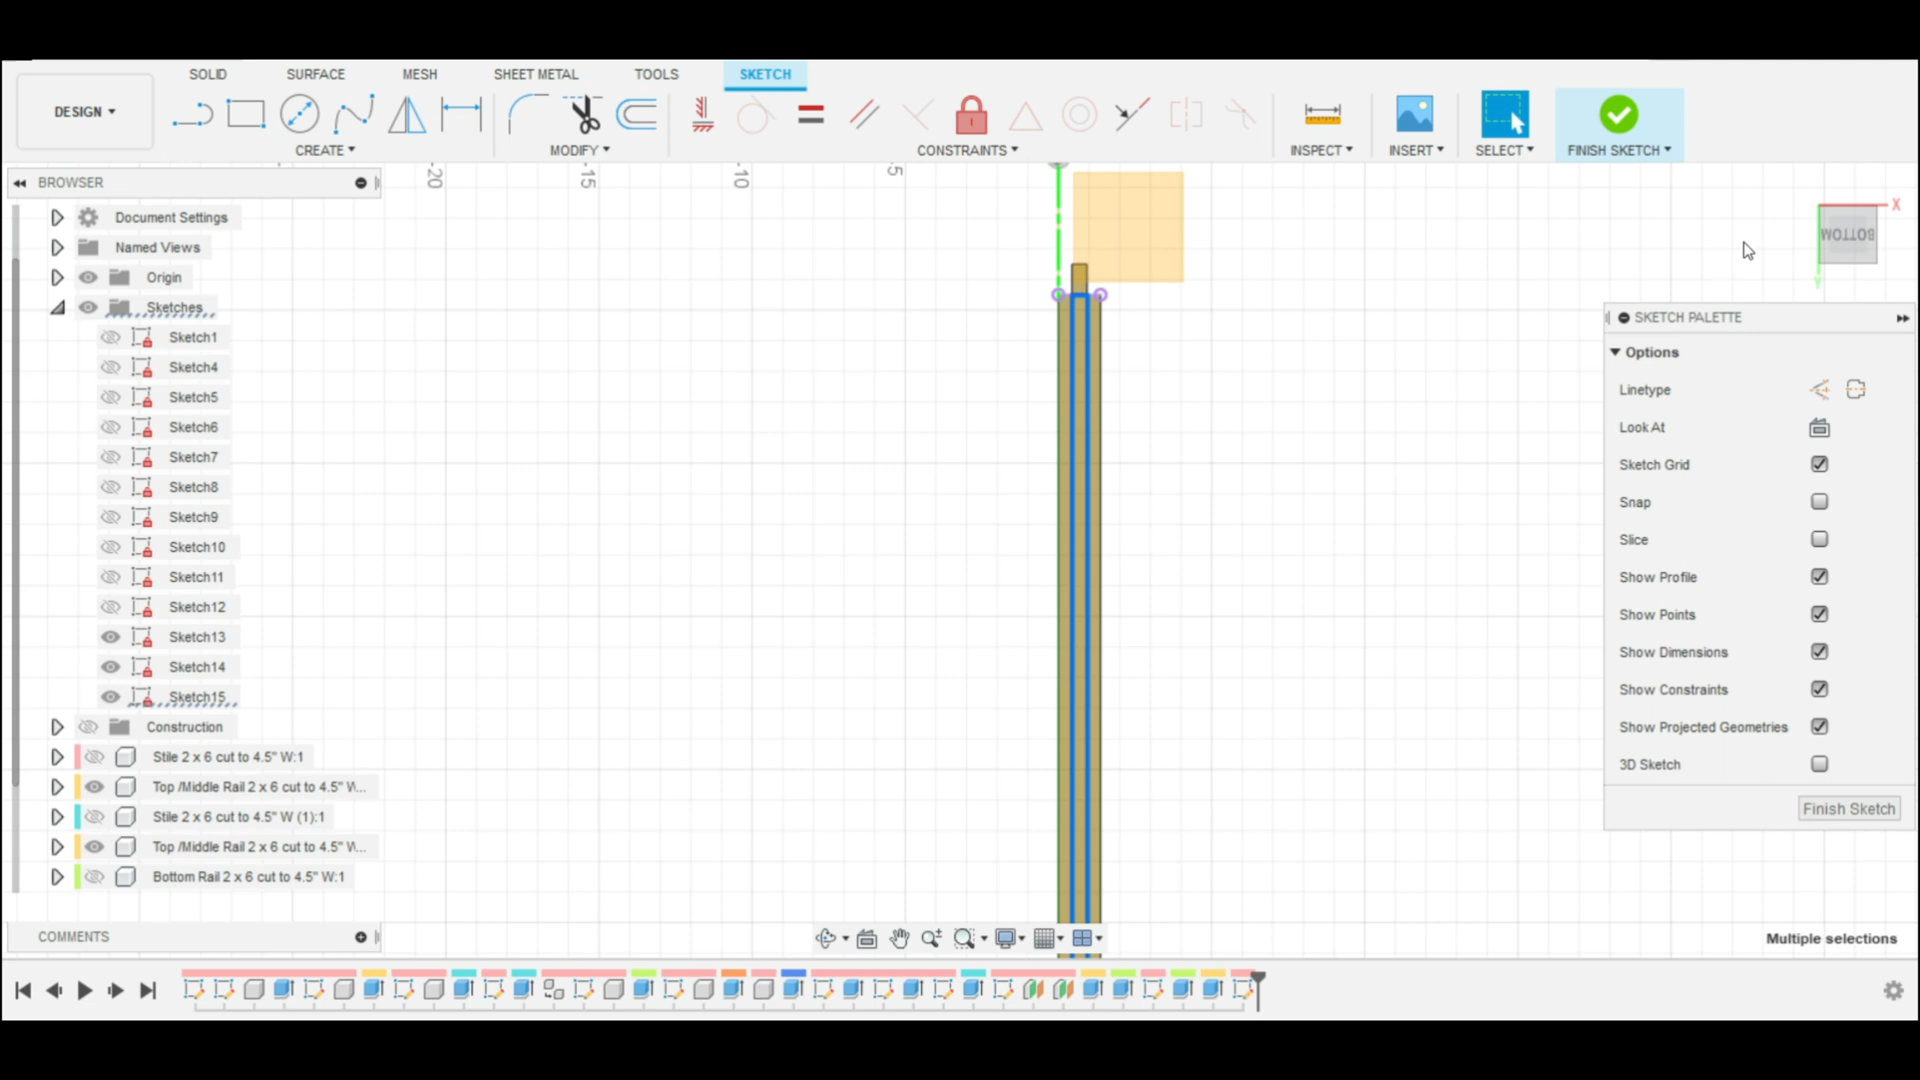 SOLID SURFACE MESH SHEET METAL TOOLS SKETCH
DESIGN
CREATE MODIFY CONSTRAINTS INSPECT INSERT SELECT FINISH SKETCH
BROWSER
-20 -15 -10 -5
X
BOTTOM
Y
Document Settings
Named Views
Origin
Sketches
Sketch1
Sketch4
Sketch5
Sketch6
Sketch7
Sketch8
Sketch9
Sketch10
Sketch11
Sketch12
Sketch13
Sketch14
Sketch15
Construction
Stile 2 x 6 cut to 4.5" W:1
Top /Middle Rail 2 x 6 cut to 4.5" W...
Stile 2 x 6 cut to 4.5" W (1):1
Top /Middle Rail 2 x 6 cut to 4.5" W...
Bottom Rail 2 x 6 cut to 4.5" W:1
SKETCH PALETTE
Options
Linetype
Look At
Sketch Grid
Snap
Slice
Show Profile
Show Points
Show Dimensions
Show Constraints
Show Projected Geometries
3D Sketch
Finish Sketch
COMMENTS
Multiple selections